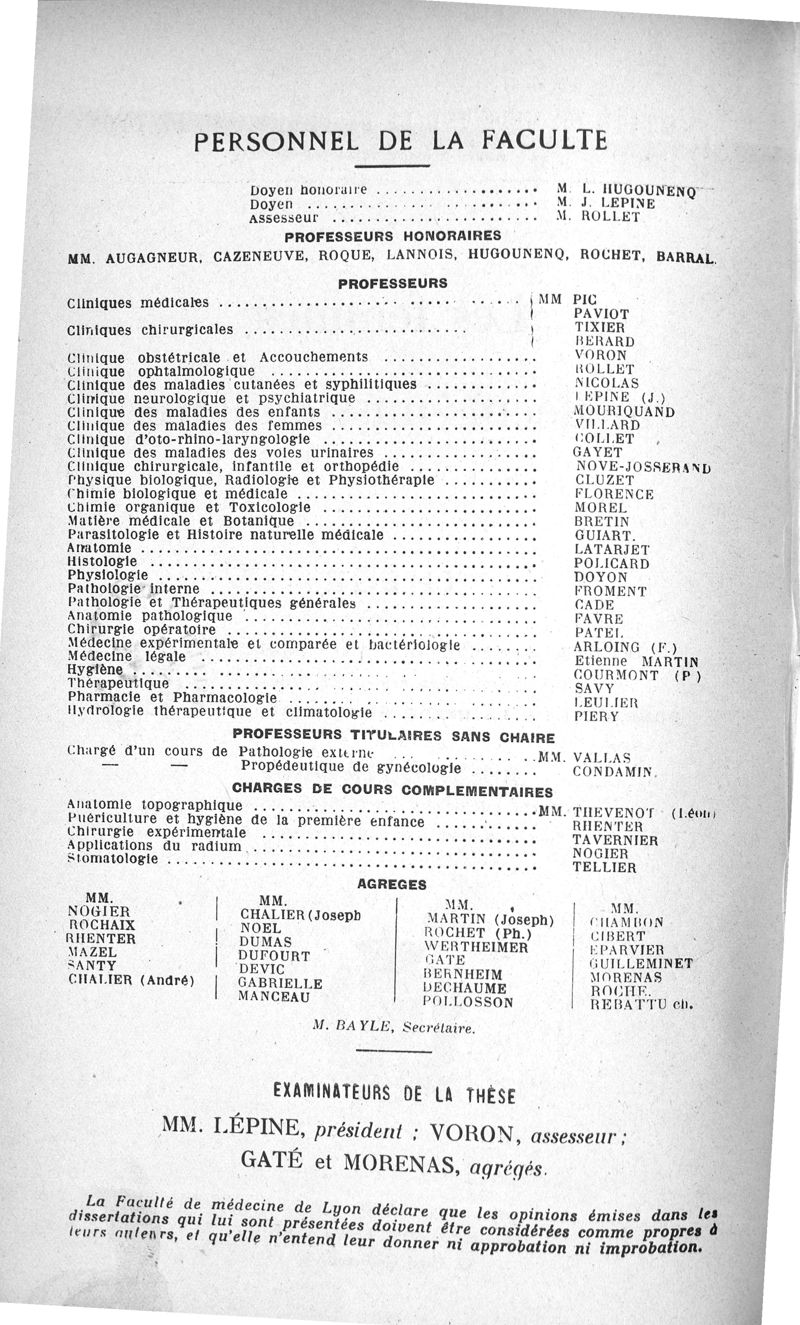 PERSONNEL DE LA FACULTE
Doyen honoraire .................... M. L. HUGOUNENQ
Doyen .................... M. J. LEPINE
Assesseur .................... M. ROLLET
PROFESSEURS HONORAIRES
MM. AUGAGNEUR, CAZENEUVE, ROQUE, LANNOIS, HUGOUNENQ, ROCHET, BARRAL.
PROFESSEURS
Cliniques médicales .................... MM PIC
PAVIOT
Cliniques chirurgicales .................... TIXIER
BERARD
Clinique obstétricale et Accouchements .................... VORON
Clinique ophtalmologique .................... ROLLET
Clinique des maladies cutanées et syphilitiques .................... NICOLAS
Clinique neurologique et psychiatrique .................... LEPINE (J.)
Clinique des maladies des enfants .................... MOURIQUAND
Clinique des maladies des femmes .................... VILLARD
Clinique d'oto-rhino-laryngologie .................... COLLET
Clinique des maladies des voies urinaires .................... GAYET
Clinique chirurgicale, infantile et orthopédie .................... NOVE-JOSSERAND
Physique biologique, Radiologie et Physiothérapie .................... CLUZET
Chimie biologique et médicale .................... FLORENCE
Chimie organique et Toxicologie .................... MOREL
Matière médicale et Botanique .................... BRETIN
Parasitologie et Histoire naturelle médicale .................... GUIART.
Anatomie .................... LATARJET
Histologie .................... POLICARD
Physiologie .................... DOYON
Pathologie interne .................... FROMENT
Pathologie et Thérapeutiques générales .................... CADE
Anatomie pathologique .................... FAVRE
Chirurgie opératoire .................... PATEL
Médecine expérimentale et comparée et bactériologie .................... ARLOING (F.)
Médecine légale .................... Etienne MARTIN
Hygiène .................... COURMONT (P)
Thérapeutique .................... SAVY
Pharmacie et Pharmacologie .................... LEULIER
Hydrologie thérapeutique et climatologie .................... PIERY
PROFESSEURS TITULAIRES SANS CHAIRE
Chargé d'un cours de Pathologie externe .................... MM. VALLAS
— — Propédeutique de gynécologie ........ CONDAMIN.
CHARGES DE COURS COMPLEMENTAIRES
Anatomie topographique .................... MM. THEVENOT (Léon)
Puériculture et hygiène de la première enfance .................... RHENTER
Chirurgie expérimentale .................... TAVERNIER
Applications du radium .................... NOGIER
Stomatologie .................... TELLIER
AGREGES
MM.
NOGIER
ROCHAIX
RHENTER
MAZEL
SANTY
CHALIER (André)
MM.
CHALIER (Joseph
NOEL
DUMAS
DUFOURT
DEVIC
GABRIELLE
MANCEAU
MM.
MARTIN (Joseph)
ROCHET (Ph.)
WERTHEIMER
GATE
BERNHEIM
DECHAUME
POLLOSSON
MM.
CHAMBON
CIBERT
EPARVIER
GUILLEMINET
MORENAS
ROCHE.
REBATTU ch.
M. BAYLE, Secrétaire.
EXAMINATEURS DE LA THÈSE
MM. LÉPINE, président ; VORON, assesseur ;
GATÉ et MORENAS, agrégés.
La Faculté de médecine de Lyon déclare que les opinions émises dans les
dissertations qui lui sont présentées doivent être considérées comme propres à
leurs auteurs, et qu'elle n'entend leur donner ni approbation ni improbation.